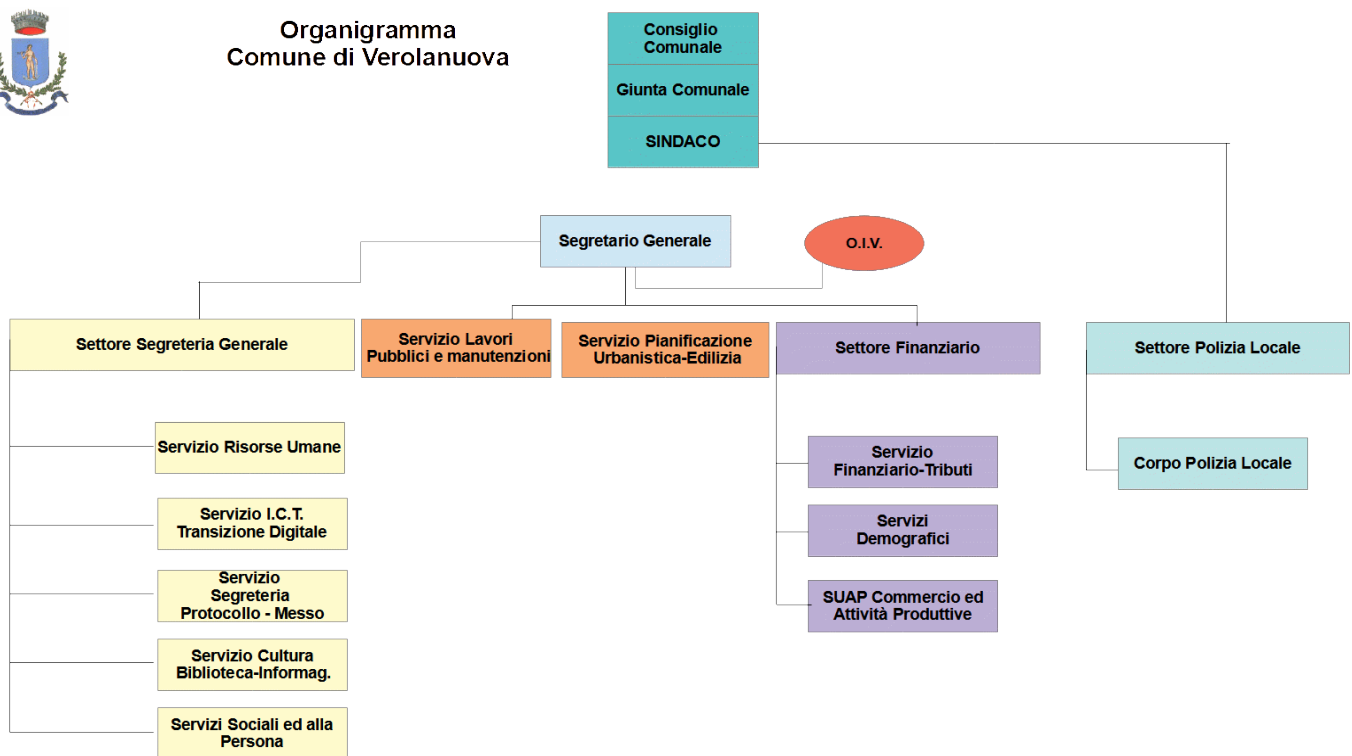 Organigramma
Comune di Verolanuova
Consiglio
Comunale
Giunta Comunale
SINDACO
Segretario Generale
O.I.V.
Settore Segreteria Generale
Servizio Lavori
Pubblici e manutenzioni
Servizio Pianificazione
Urbanistica-Edilizia
Settore Finanziario
Settore Polizia Locale
Servizio Risorse Umane
Servizio I.C.T.
Transizione Digitale
Servizio
Segreteria
Protocollo - Messo
Servizio Cultura
Biblioteca-Informag.
Servizi Sociali ed alla
Persona
Servizio
Finanziario-Tributi
Servizi
Demografici
SUAP Commercio ed
Attività Produttive
Corpo Polizia Locale